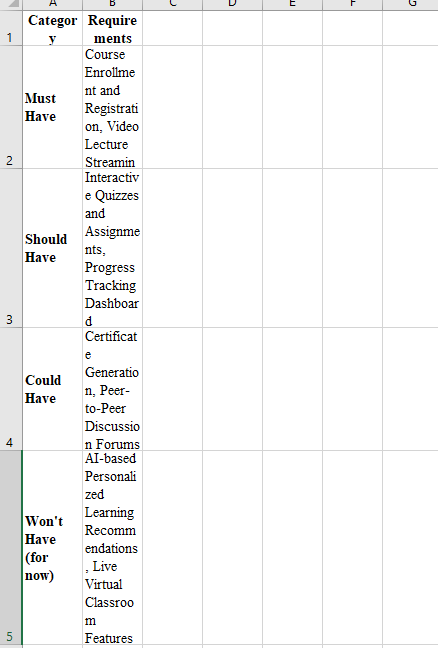 A B C D E F G
1
Categor
y
Require
ments
2
Must
Have
Course
Enrollme
nt and
Registrati
on, Video
Lecture
Streamin
3
Should
Have
Interactiv
e Quizzes
and
Assignme
nts,
Progress
Tracking
Dashboar
d
4
Could
Have
Certificat
e
Generatio
n, Peer-
to-Peer
Discussio
n Forums
5
Won't
Have
(for
now)
AI-based
Personali
zed
Learning
Recomm
endations
, Live
Virtual
Classroo
m
Features